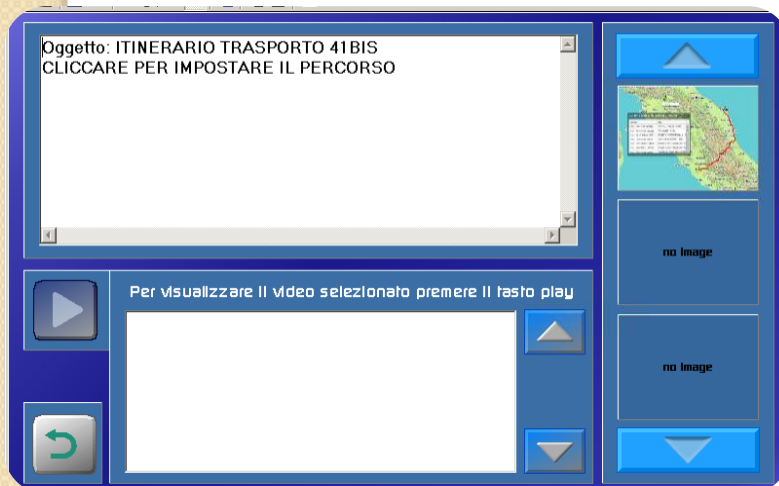 Oggetto: ITINERARIO TRASPORTO 41BIS
CLICCARE PER IMPOSTARE IL PERCORSO
no Image
Per visualizzare il video selezionato premere il tasto play
no Image